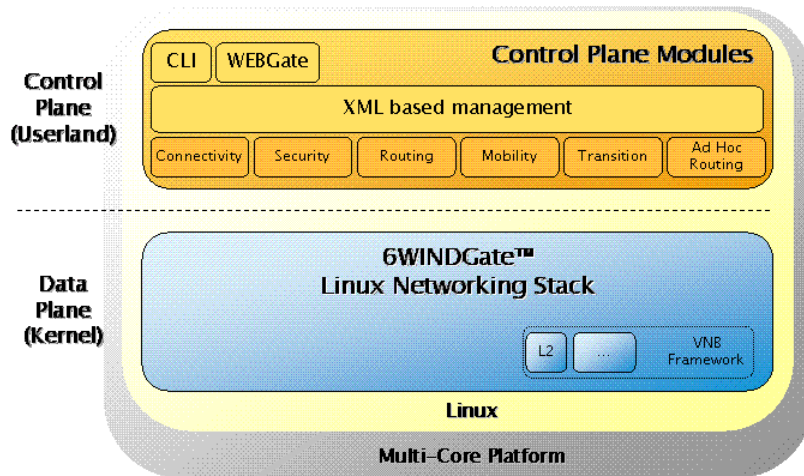 Control Plane Modules
CLI
WEBGate
Control
Plane
(Userland)
XML based management
Connectivity
Security
Routing
Mobility
Transition
Ad Hoc
Routing
6WINDGate™
Linux Networking Stack
Data
Plane
(Kernel)
L2
...
VNB
Framework
Linux
Multi-Core Platform